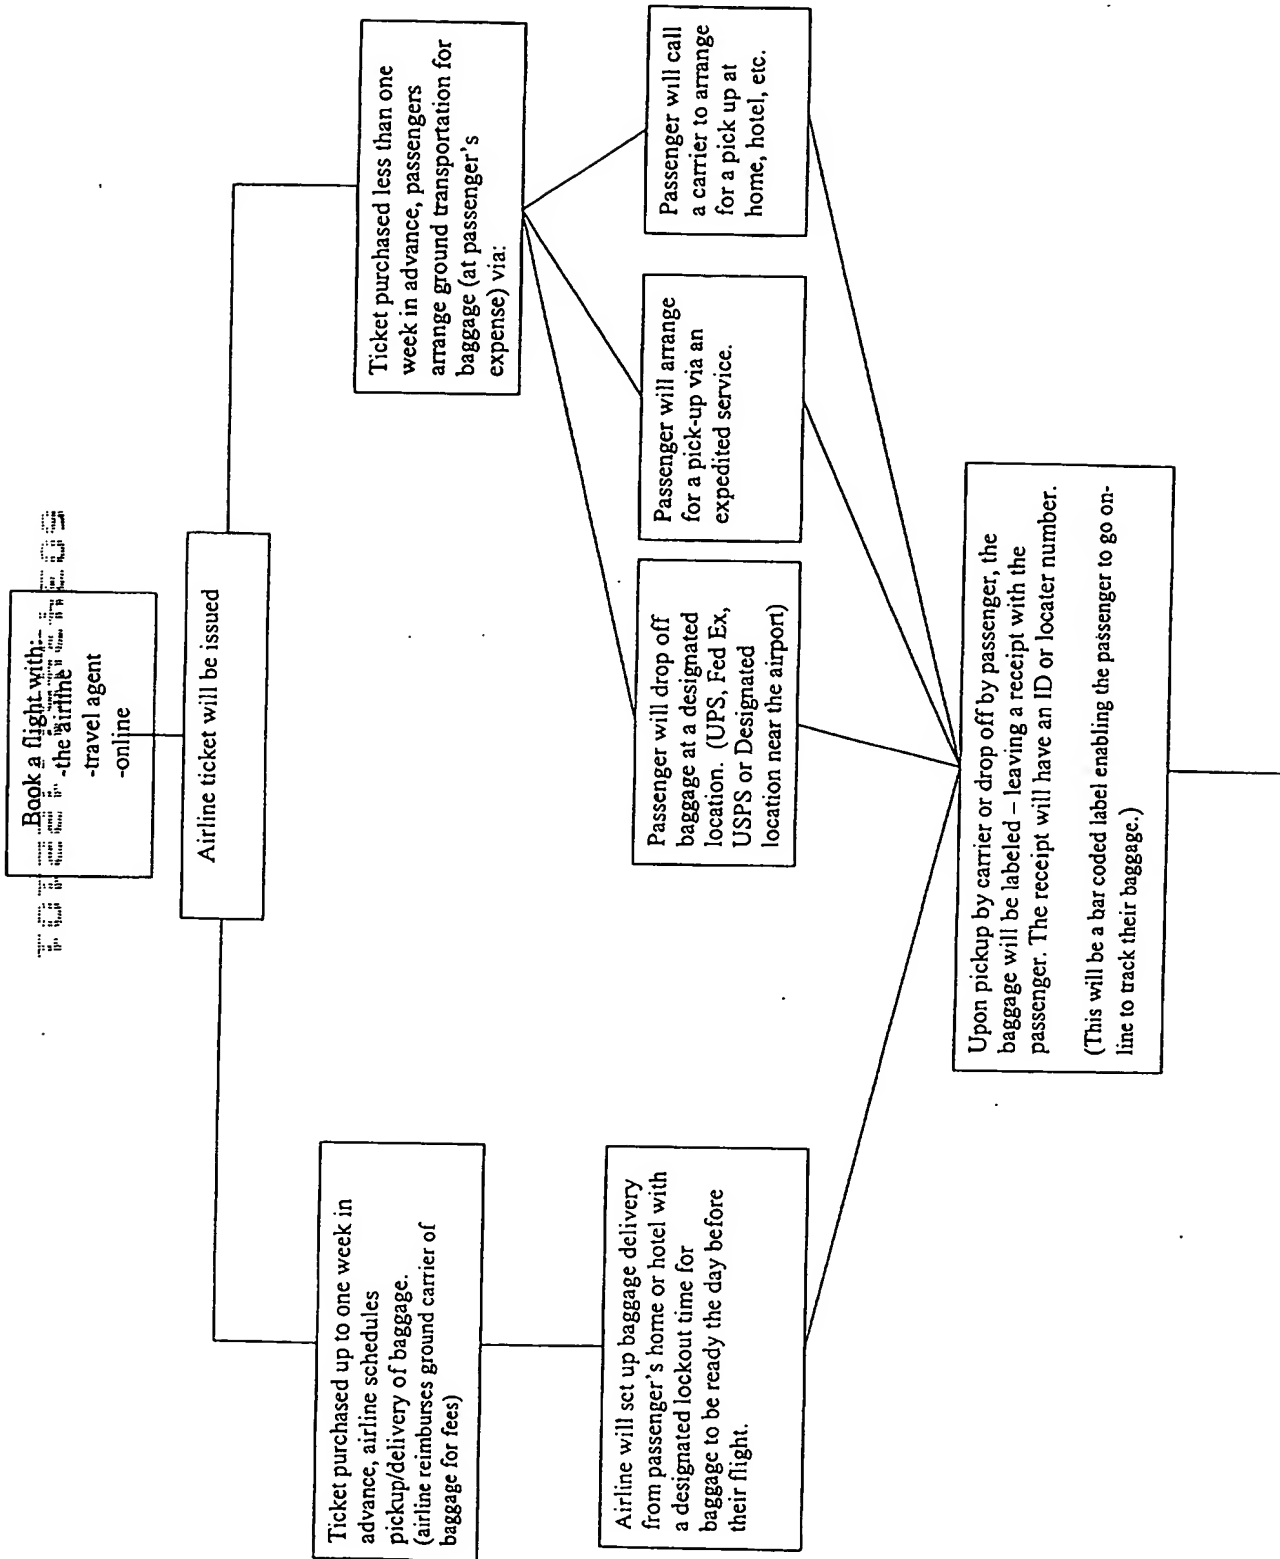 Book a flight with:
-the airline
-travel agent
-online
Airline ticket will be issued
Ticket purchased up to one week in
advance, airline schedules
pickup/delivery of baggage.
(airline reimburses ground carrier of
baggage for fees)
Ticket purchased less than one
week in advance, passengers
arrange ground transportation for
baggage (at passenger's
expense) via:
Airline will set up baggage delivery
from passenger's home or hotel with
a designated lockout time for
baggage to be ready the day before
their flight.
Passenger will drop off
baggage at a designated
location. (UPS, Fed Ex,
USPS or Designated
location near the airport)
Passenger will arrange
for a pick-up via an
expedited service.
Passenger will call
a carrier to arrange
for a pick up at
home, hotel, etc.
Upon pickup by carrier or drop off by passenger, the
baggage will be labeled – leaving a receipt with the
passenger. The receipt will have an ID or locater number.
(This will be a bar coded label enabling the passenger to go on-
line to track their baggage.)